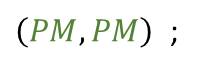 (PM, PM) ;